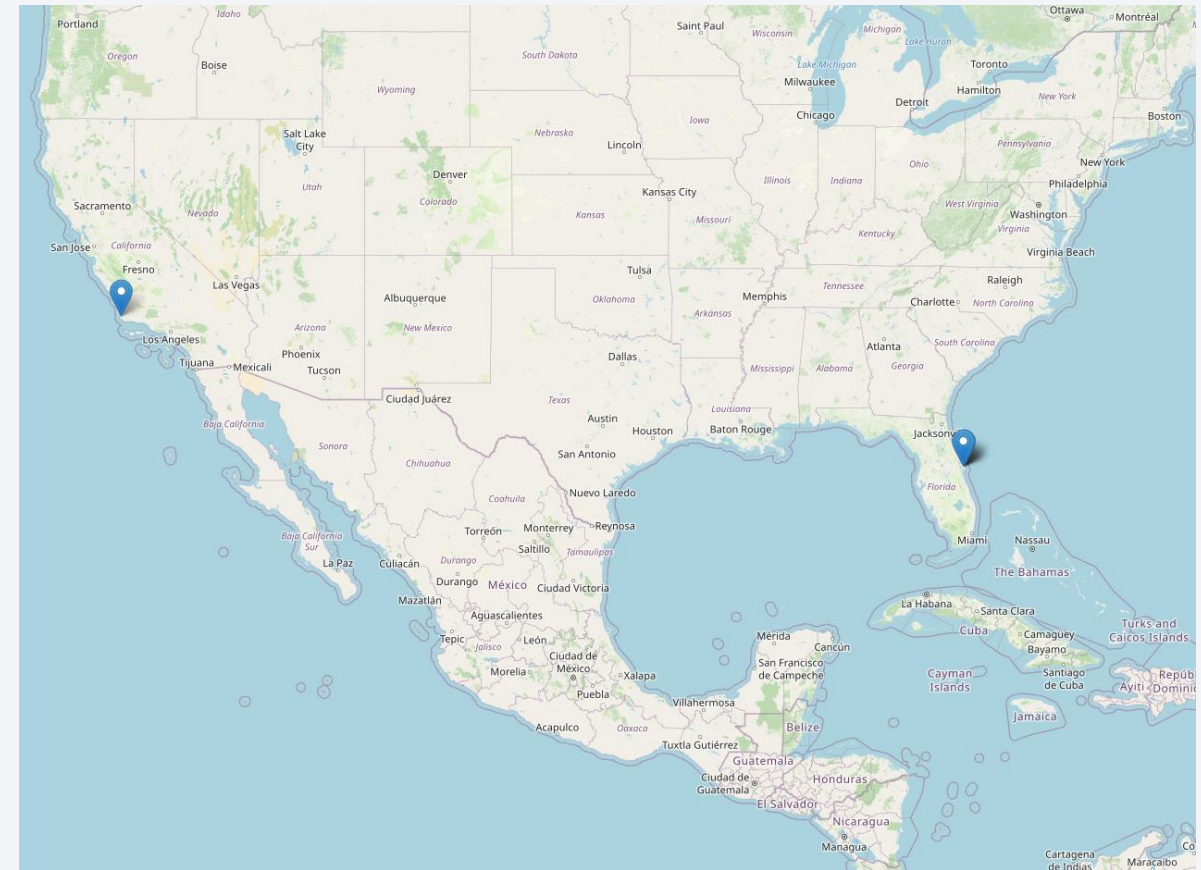 Idaho
Portland
Saint Paul
Wisconsin
Michigan
Ottawa
Montréal
Oregon
Boise
South Dakota
Lake Huron
Lake Michigan
Toronto
Milwaukee
Wyoming
Hamilton
New York
Detroit
Chicago
Boston
Iowa
Salt Lake
City
Nebraska
Lincoln
Pennsylvania
New York
Denver
Ohio
Utah
Colorado
Kansas City
Illinois
Indiana
Philadelphia
Sacramento
Nevada
Kansas
Missouri
West Virginia
Washington
Virginia
San Jose
California
Kentucky
Virginia Beach
Fresno
Las Vegas
Tulsa
Raleigh
Tennessee
Albuquerque
Oklahoma
Memphis
Charlotte
North Carolina
Arkansas
Arizona
New Mexico
Los Angeles
South Carolina
Atlanta
Phoenix
Dallas
Tijuana
Mexicali
Tucson
Mississippi
Alabama
Georgia
Ciudad Juárez
Texas
Louisiana
Baja California
Austin
Houston
Baton Rouge
Jacksonv
Sonora
San Antonio
Chihuahua
Florida
Coahuila
Nuevo Laredo
Torreón
Monterrey
Reynosa
Baja California
Sur
Saltillo
Tamaulipas
Miami
Nassau
La Paz
Culiacán
Durango
The Bahamas
Durango
México
Ciudad Victoria
Mazatlán
La Habana
Santa Clara
Aguascalientes
Turks and
Caicos Islands
Tepic
León
Mérida
Cuba
Camagüey
Jalisco
Cancún
Bayamo
Ciudad de
México
San Francisco
de Campeche
Morelia
Xalapa
Cayman
Islands
Santiago
de Cuba
Ayiti
Repúb
Dominic
Puebla
Villahermosa
Jamaica
Acapulco
Oaxaca
Belize
Tuxtla Gutiérrez
Guatemala
Ciudad de
Guatemala
Honduras
El Salvador
Nicaragua
Managua
Cartagena
de Indias
Maracaibo
Co